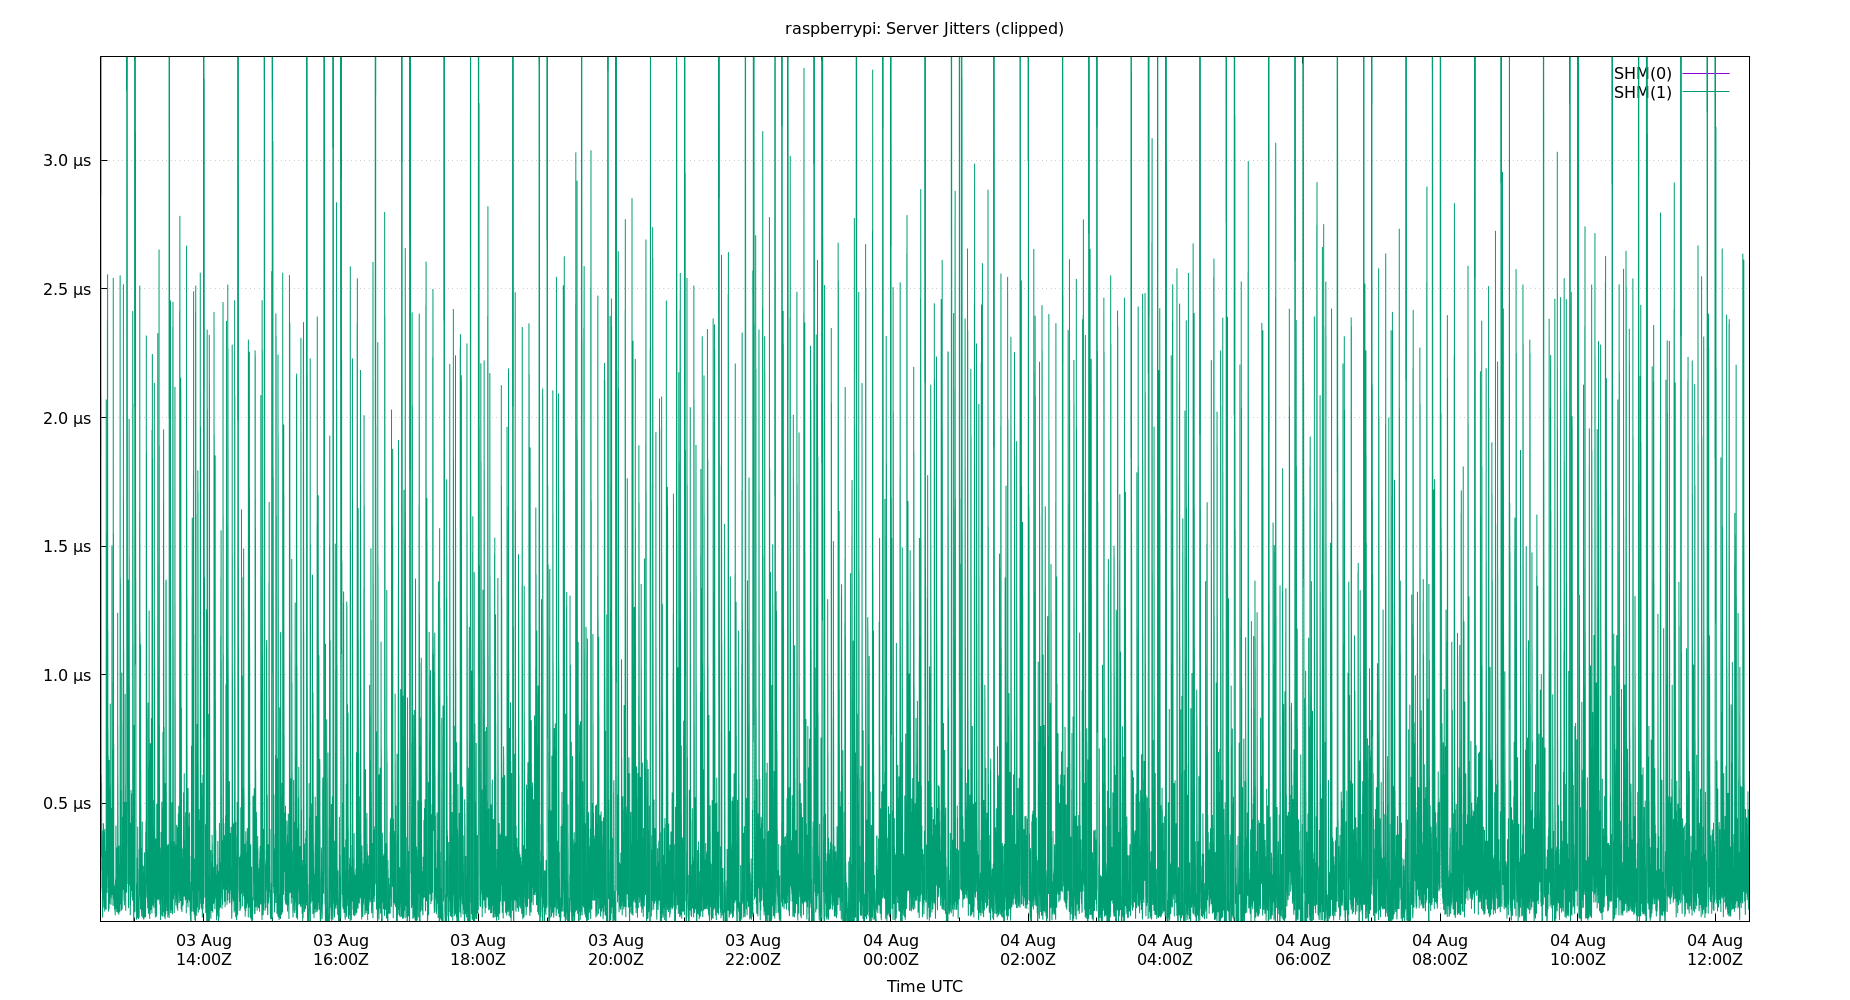 raspberrypi: Server Jitters (clipped)
SHM(0)
SHM(1)
3.0 µs
2.5 µs
2.0 µs
1.5 µs
1.0 µs
0.5 µs
03 Aug 03 Aug 03 Aug 03 Aug 03 Aug 04 Aug 04 Aug 04 Aug 04 Aug 04 Aug 04 Aug 04 Aug
14:00Z 16:00Z 18:00Z 20:00Z 22:00Z 00:00Z 02:00Z 04:00Z 06:00Z 08:00Z 10:00Z 12:00Z
Time UTC